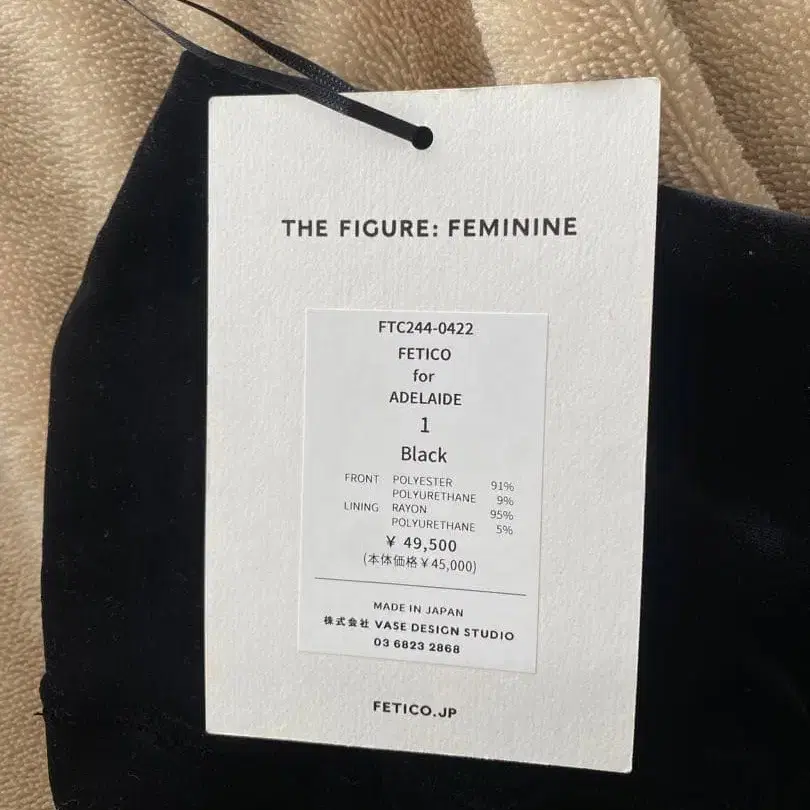 THE FIGURE: FEMININE
FTC244-0422
FETICO
for
ADELAIDE
1
Black
FRONT POLYESTER 91%
POLYURETHANE 9%
LINING RAYON 95%
POLYURETHANE 5%
¥ 49,500
(本体価格¥45,000)
MADE IN JAPAN
株式会社 VASE DESIGN STUDIO
03 6823 2868
FETICO.JP